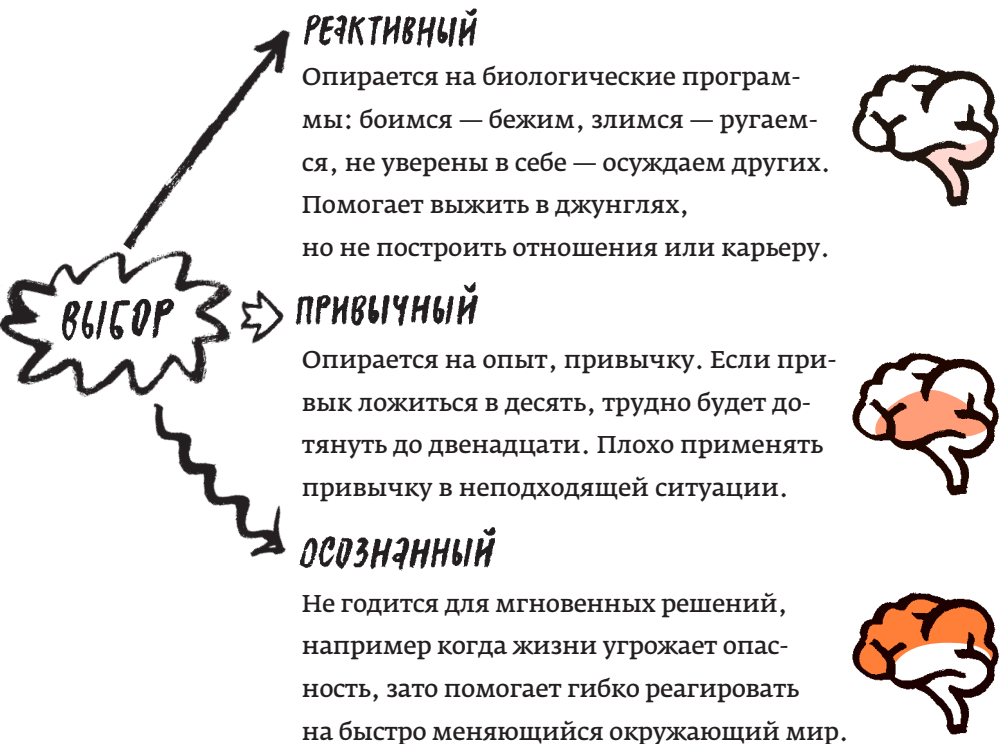 РЕАКТИВНЫЙ
Опирается на биологические програм-
мы: боимся — бежим, злимся — ругаем-
ся, не уверены в себе — осуждаем других.
Помогает выжить в джунглях,
но не построить отношения или карьеру.
ВЫБОР
ПРИВЫЧНЫЙ
Опирается на опыт, привычку. Если при-
вык ложиться в десять, трудно будет до-
тянуть до двенадцати. Плохо применять
привычку в неподходящей ситуации.
ОСОЗНАННЫЙ
Не годится для мгновенных решений,
например когда жизни угрожает опас-
ность, зато помогает гибко реагировать
на быстро меняющийся окружающий мир.